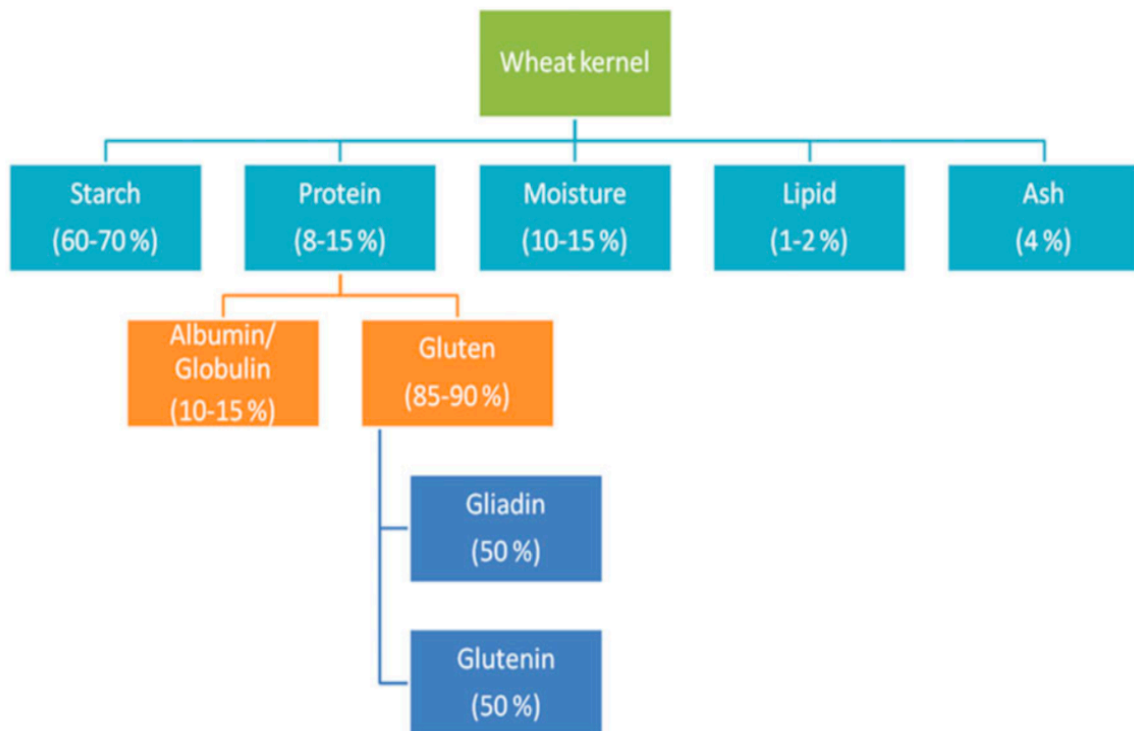 Wheat kernel
Starch
(60-70 %)
Protein
(8-15 %)
Moisture
(10-15 %)
Lipid
(1-2 %)
Ash
(4 %)
Albumin/
Globulin
(10-15 %)
Gluten
(85-90 %)
Gliadin
(50 %)
Glutenin
(50 %)